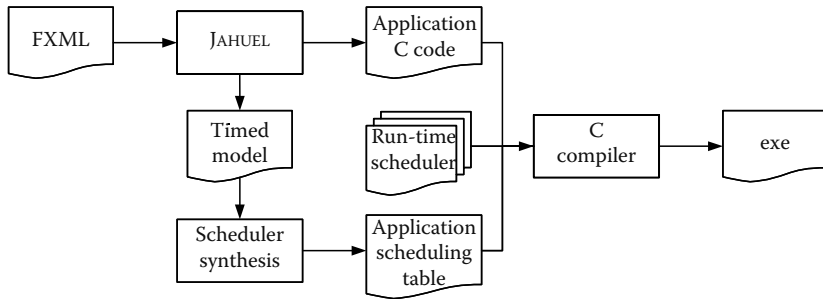 FXML
JAHUEL
Application
C code
Timed
model
Run-time
scheduler
C
compiler
exe
Scheduler
synthesis
Application
scheduling
table